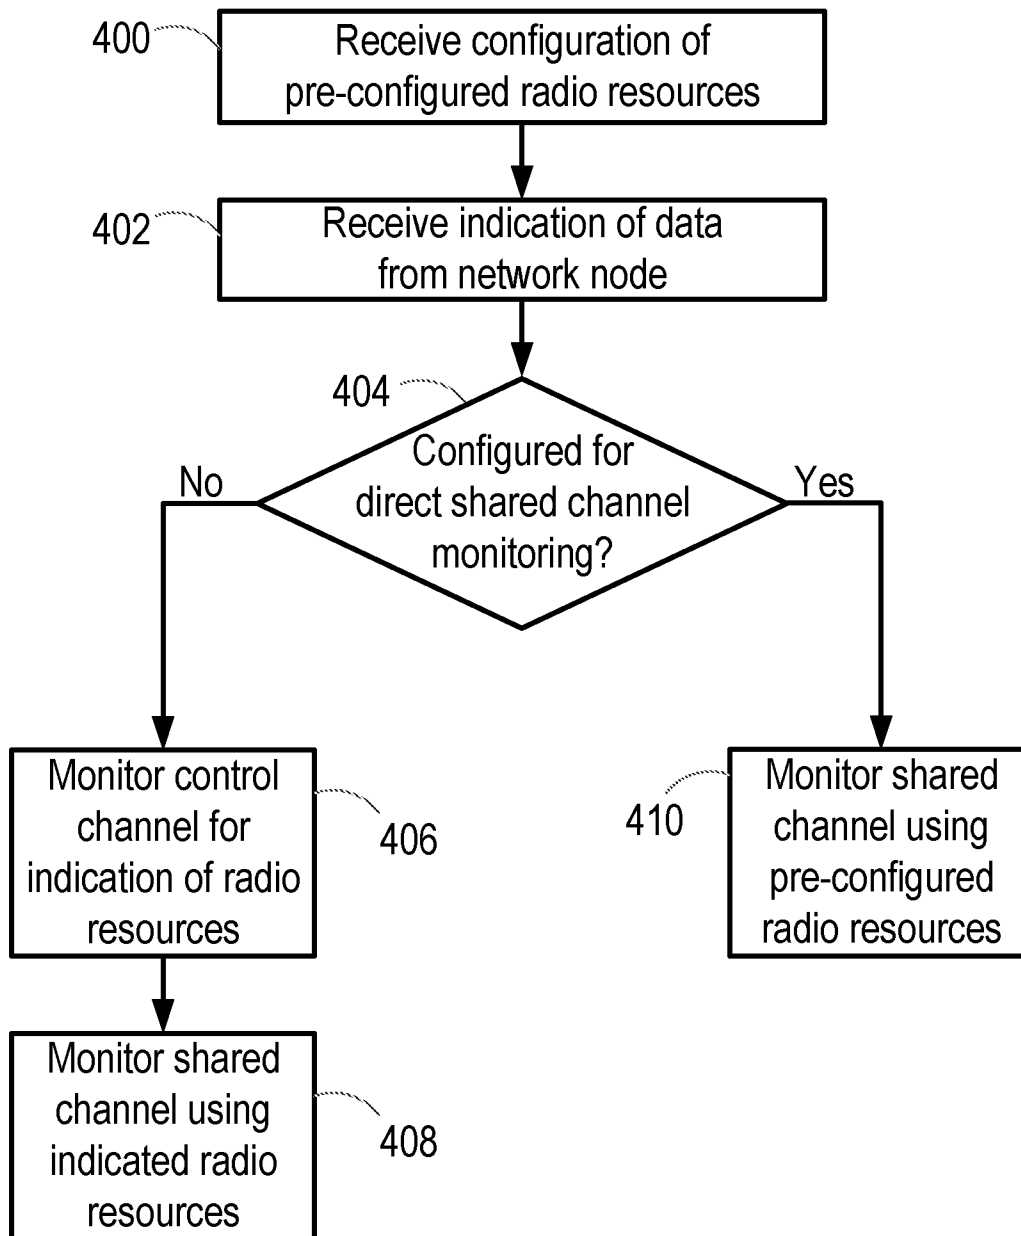 400
Receive configuration of
pre-configured radio resources
402
Receive indication of data
from network node
404
Configured for
direct shared channel
monitoring?
No
Yes
Monitor control
channel for
indication of radio
resources
406
410
Monitor shared
channel using
pre-configured
radio resources
Monitor shared
channel using
indicated radio
resources
408